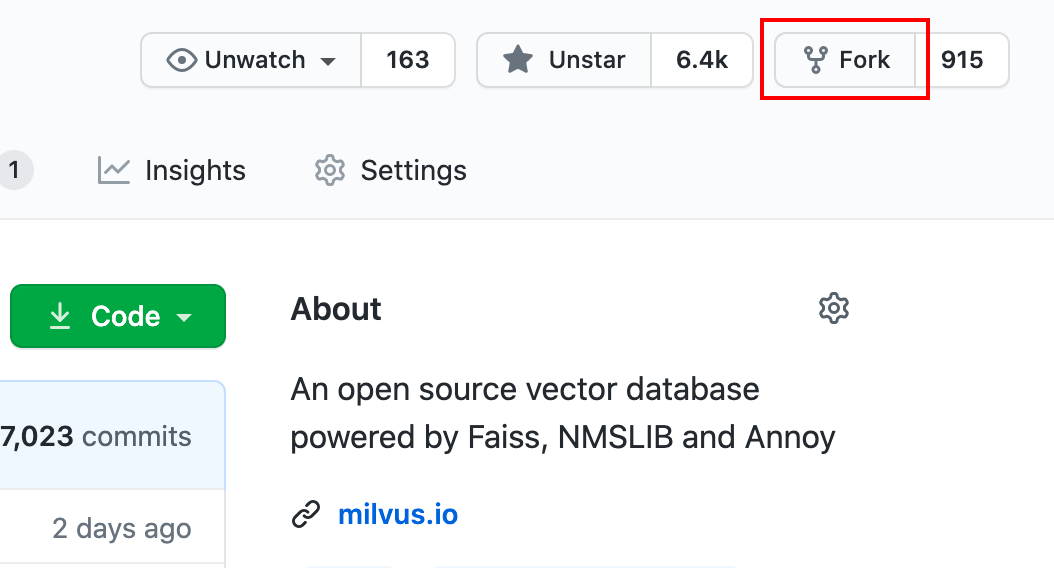 Unwatch 163 Unstar 6.4k Fork 915
1 Insights Settings
Code
About
An open source vector database
powered by Faiss, NMSLIB and Annoy
7,023 commits
milvus.io
2 days ago